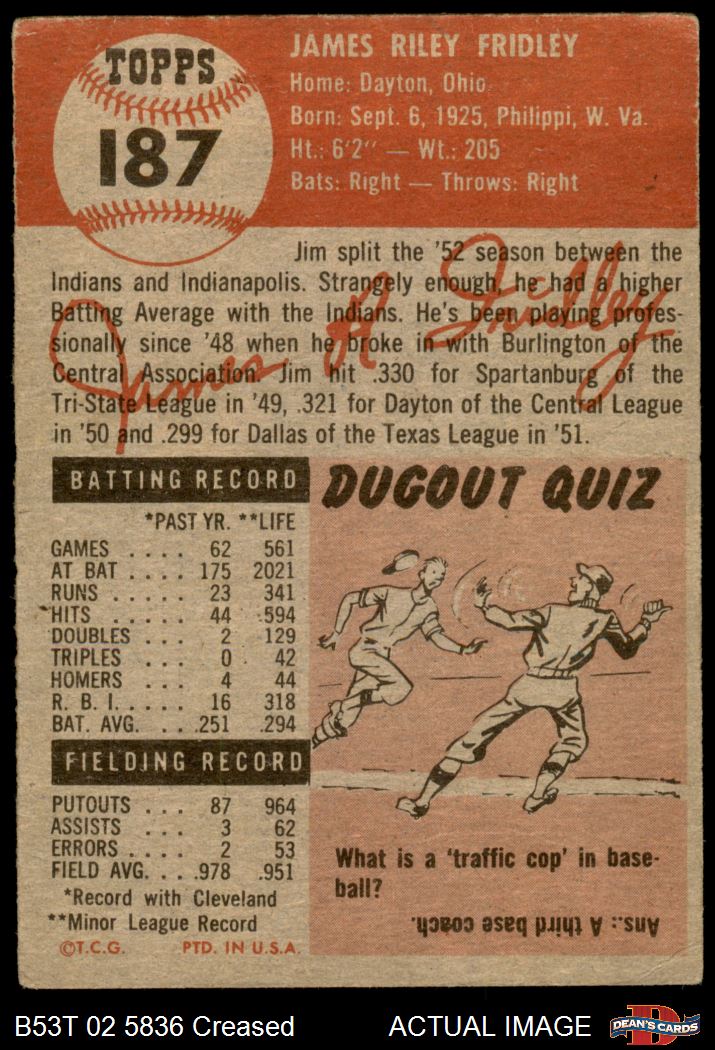 TOPPS
187
JAMES RILEY FRIDLEY
Home: Dayton, Ohio
Born: Sept. 6, 1925, Philippi, W. Va.
Ht.: 6'2" — Wt.: 205
Bats: Right — Throws: Right
Jim split the '52 season between the
Indians and Indianapolis. Strangely enough, he had a higher
Batting Average with the Indians. He's been playing profes-
sionally since '48 when he broke in with Burlington of the
Central Association. Jim hit .330 for Spartanburg of the
Tri-State League in '49, .321 for Dayton of the Central League
in '50 and .299 for Dallas of the Texas League in '51.
James R Fridley
BATTING RECORD
*PAST YR. **LIFE
GAMES .... 62 561
AT BAT .... 175 2021
RUNS ..... 23 341
HITS ..... 44 594
DOUBLES ... 2 129
TRIPLES ... 0 42
HOMERS ... 4 44
R. B. I. .... 16 318
BAT. AVG. ... .251 .294
FIELDING RECORD
PUTOUTS ... 87 964
ASSISTS ... 3 62
ERRORS .... 2 53
FIELD AVG. ... .978 .951
*Record with Cleveland
**Minor League Record
©T.C.G. PTD. IN U.S.A.
DUGOUT QUIZ
What is a 'traffic cop' in base-
ball?
Ans.: A third base coach.
B53T 02 5836 Creased ACTUAL IMAGE
D
DEAN'S CARDS